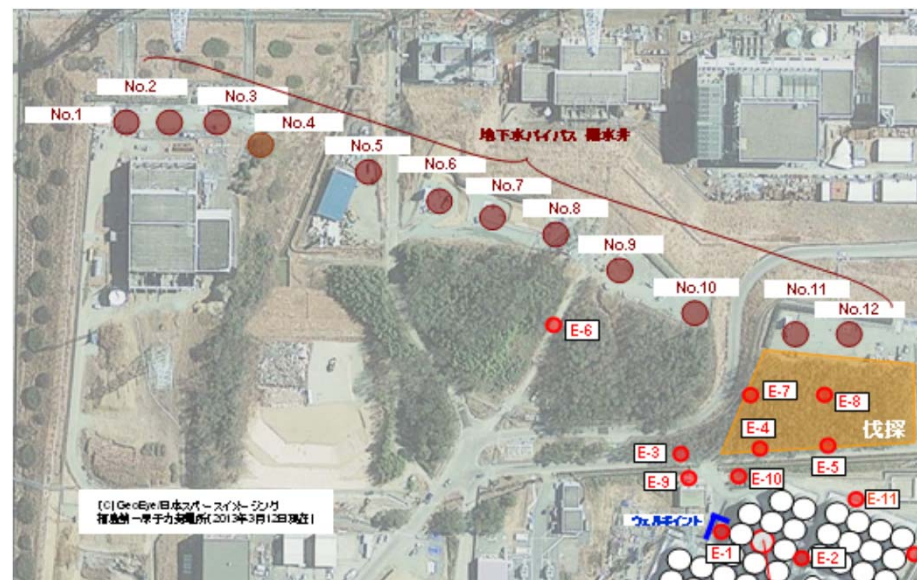 No.2
No.3
No.1
No.4
地下水バイパス 揚水井
No.5
No.6
No.7
No.8
No.9
No.10
No.11
No.12
E-6
E-7
E-8
伐採
E-4
E-3
E-5
E-9
E-10
E-11
(C)GeoEye/日本スペースイメージング
福島第一原子力発電所(2013年3月12日現在)
ウェルポイント
E-1
E-2